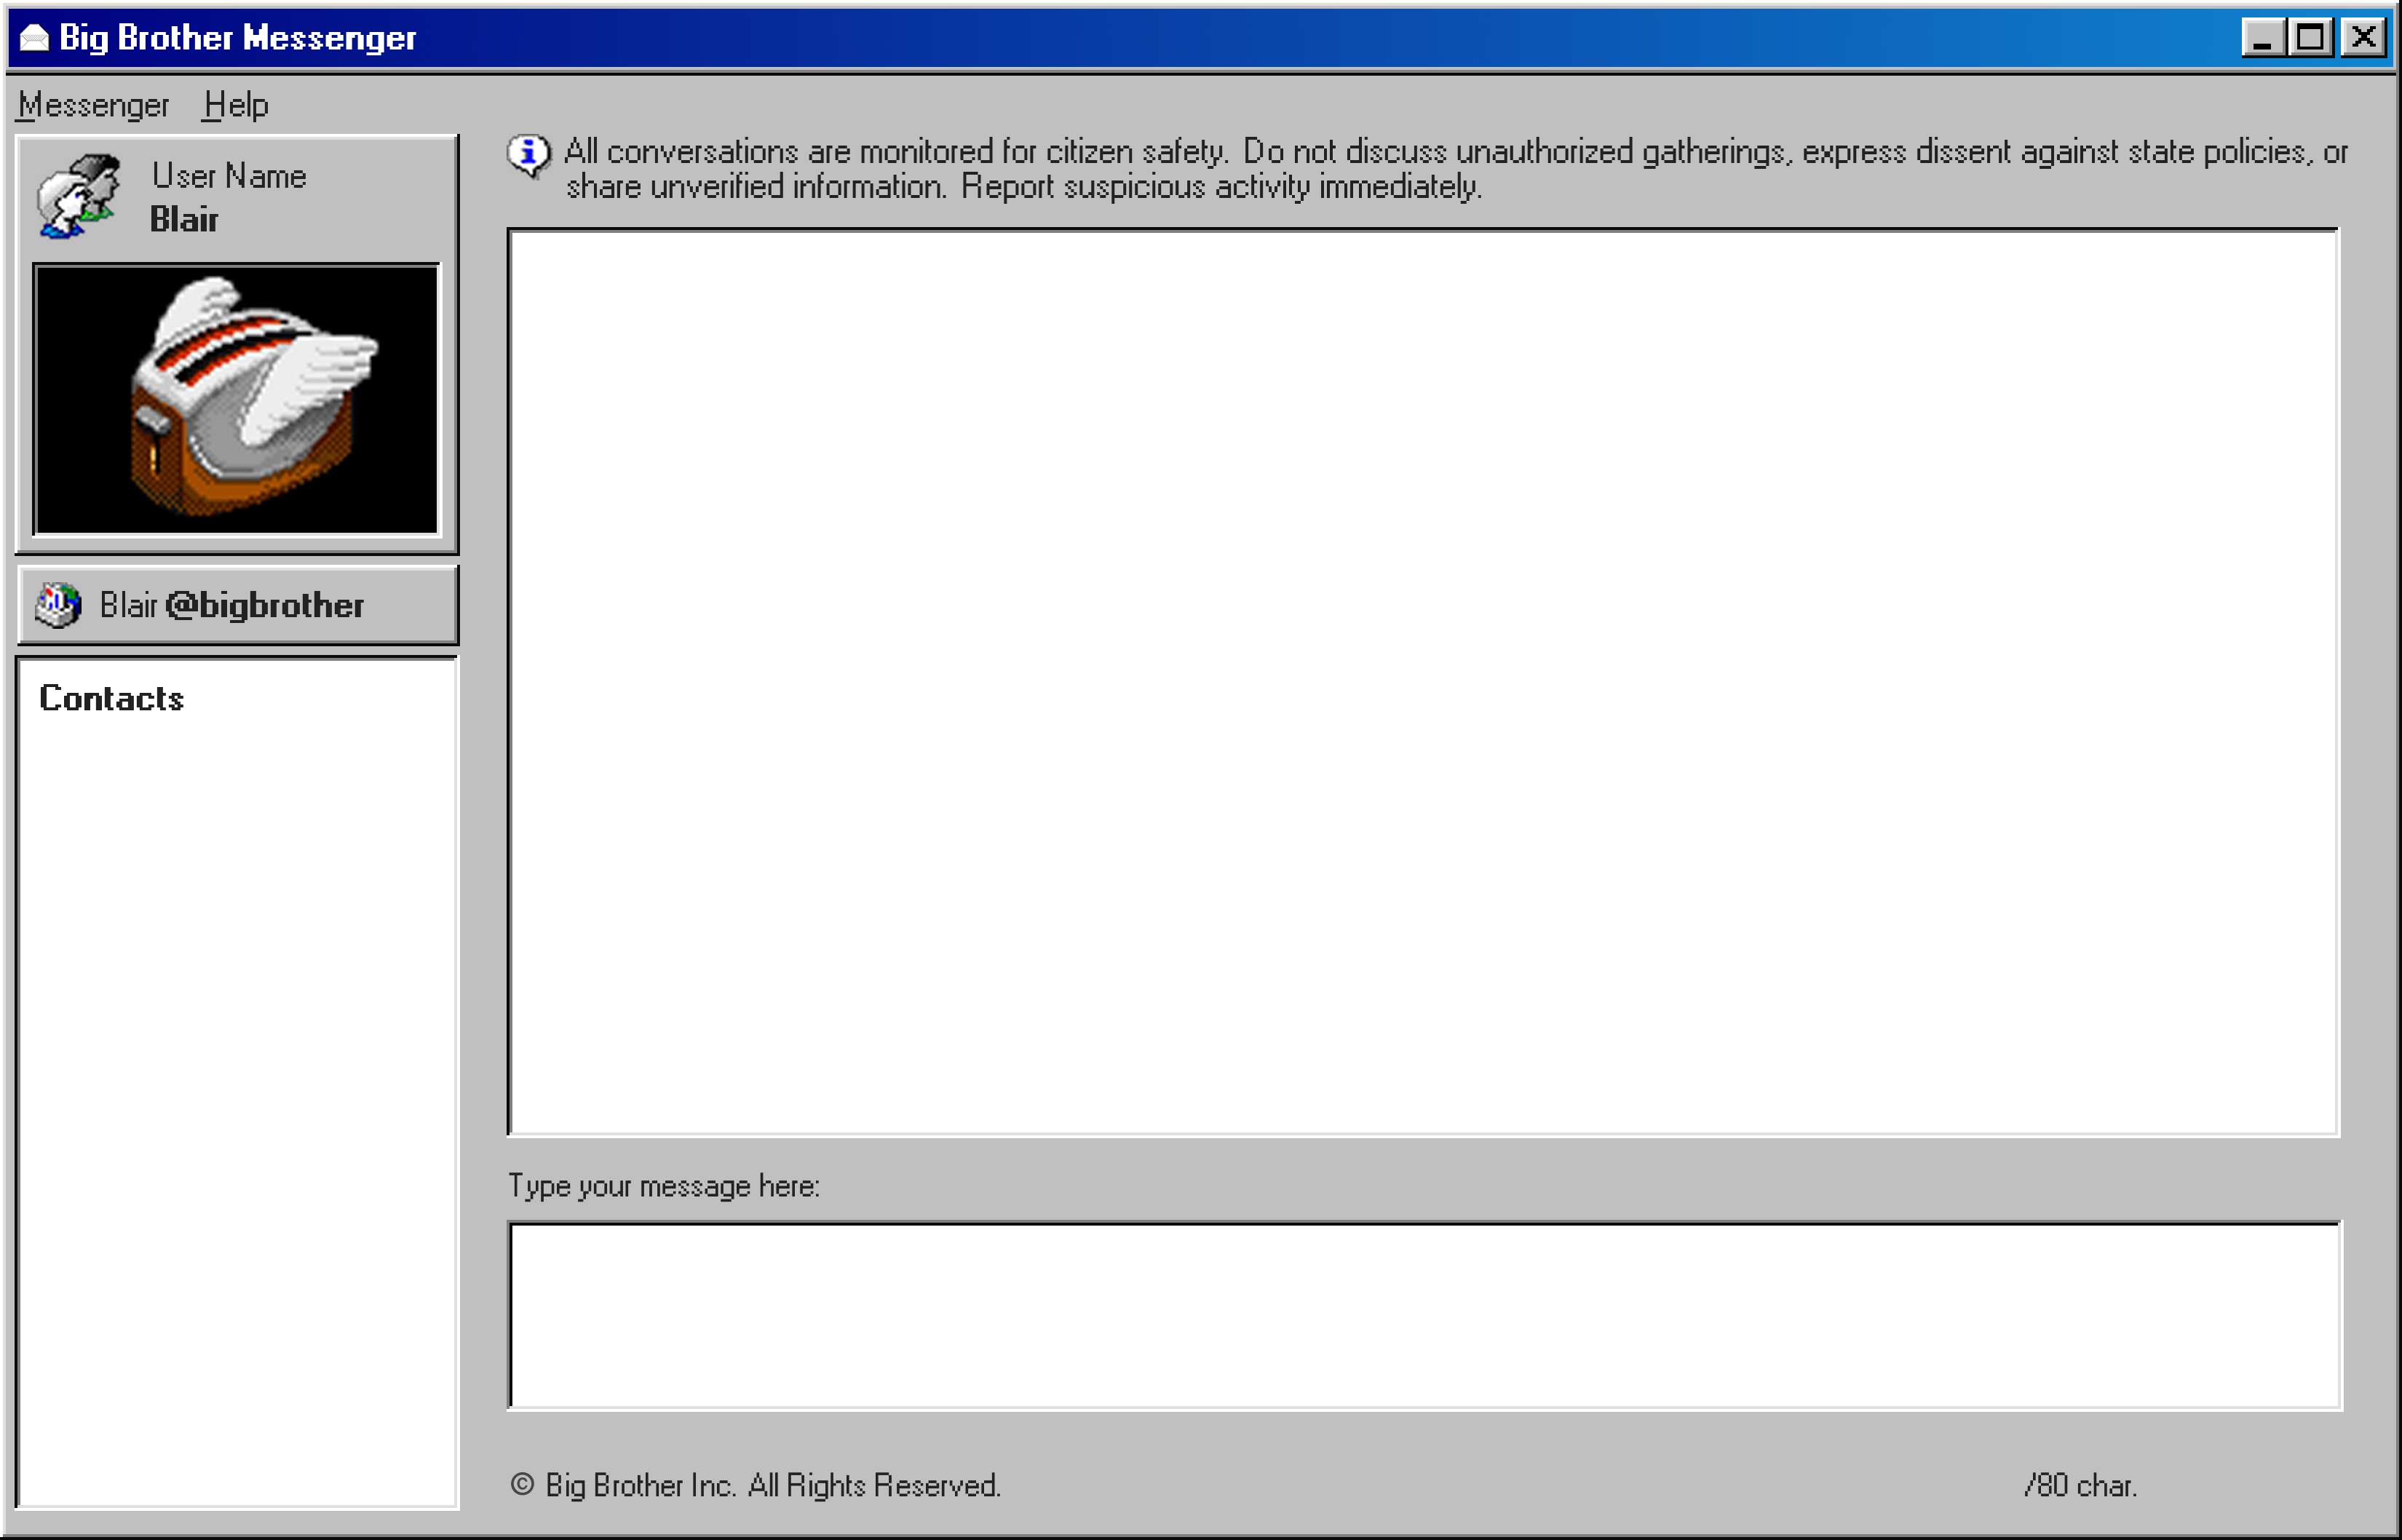 Big Brother Messenger
Messenger Help
User Name
Blair
Blair @bigbrother
Contacts
All conversations are monitored for citizen safety. Do not discuss unauthorized gatherings, express dissent against state policies, or
share unverified information. Report suspicious activity immediately.
Type your message here:
© Big Brother Inc. All Rights Reserved.
/80 char.